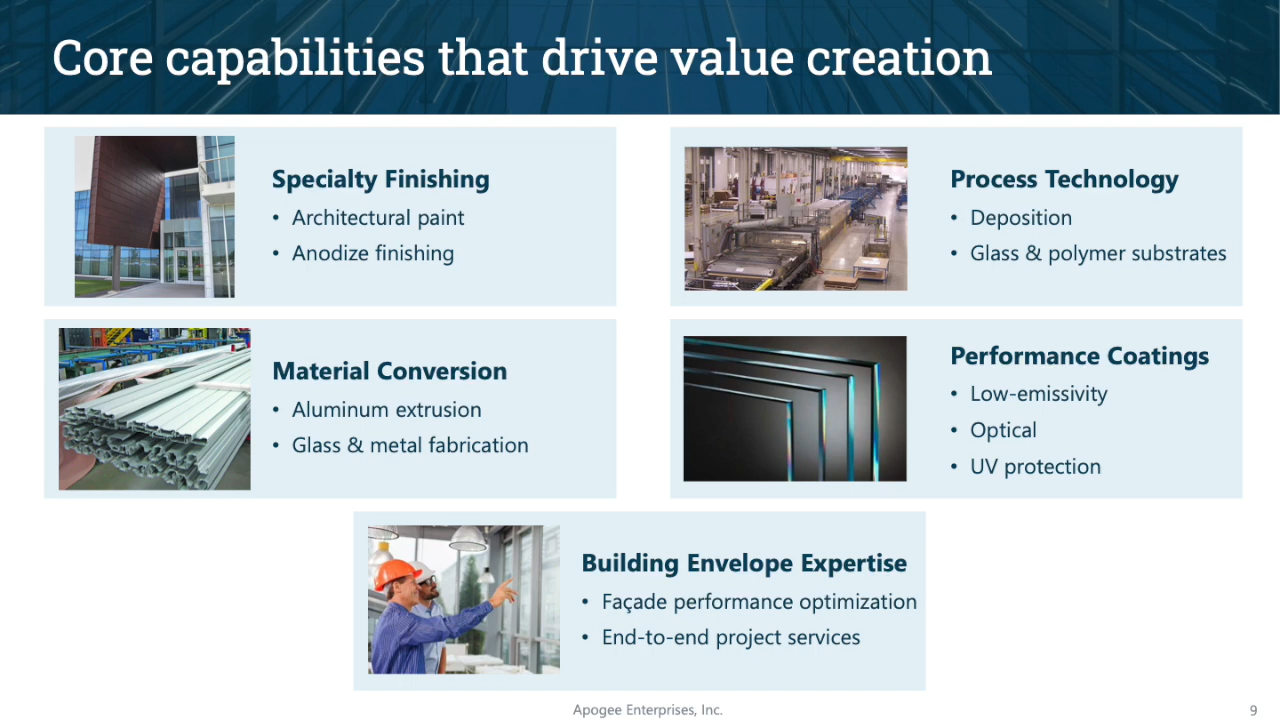 Core capabilities that drive value creation
Specialty Finishing
• Architectural paint
• Anodize finishing
Process Technology
• Deposition
• Glass & polymer substrates
Material Conversion
• Aluminum extrusion
• Glass & metal fabrication
Performance Coatings
• Low-emissivity
• Optical
• UV protection
Building Envelope Expertise
• Façade performance optimization
• End-to-end project services
Apogee Enterprises, Inc.
9